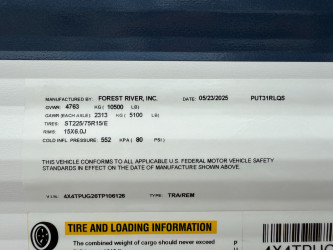 MANUFACTURED BY: FOREST RIVER, INC. DATE: 05/23/2025 PUT31RLQS
GVWR: 4763 KG ( 10500 LB)
GAWR (EACH AXLE) 2313 KG ( 5100 LB)
TIRES: ST225/75R15/E
RIMS: 15X6.0J
COLD INFL. PRESSURE: 552 KPA ( 80 PSI )
THIS VEHICLE CONFORMS TO ALL APPLICABLE U.S. FEDERAL MOTOR VEHICLE SAFETY
STANDARDS IN EFFECT ON THE DATE OF MANUFACTURE SHOWN ABOVE.
V.I.N.: 4X4TPUG26TP106126 TYPE: TRA/REM
TIRE AND LOADING INFORMATION
The combined weight of cargo should never exceed
P
U
4X4TPUG